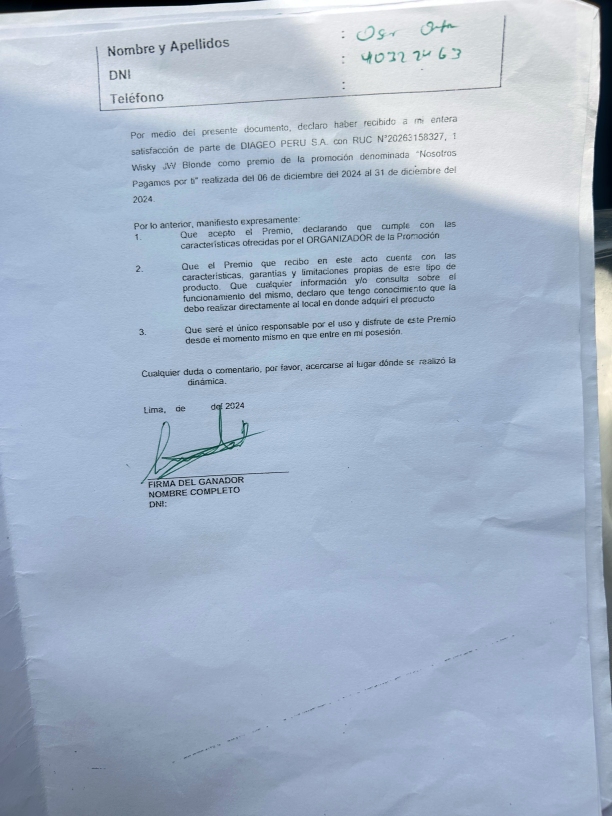 Nombre y Apellidos :
DNI :
Teléfono :
Por medio del presente documento, declaro haber recibido a mi entera
satisfacción de parte de DIAGEO PERU S.A. con RUC N°20263158327, 1
Wisky JW Blonde como premio de la promoción denominada "Nosotros
Pagamos por ti" realizada del 06 de diciembre del 2024 al 31 de diciembre del
2024.
Por lo anterior, manifiesto expresamente:
1. Que acepto el Premio, declarando que cumple con las
características ofrecidas por el ORGANIZADOR de la Promoción
2. Que el Premio que recibo en este acto cuenta con las
características, garantías y limitaciones propias de este tipo de
producto. Que cualquier información y/o consulta sobre el
funcionamiento del mismo, declaro que tengo conocimiento que la
debo realizar directamente al local en donde adquirí el producto
3. Que seré el único responsable por el uso y disfrute de este Premio
desde el momento mismo en que entre en mi posesión.
Cualquier duda o comentario, por favor, acercarse al lugar dónde se realizó la
dinámica.
Lima, de del 2024
FIRMA DEL GANADOR
NOMBRE COMPLETO
DNI: